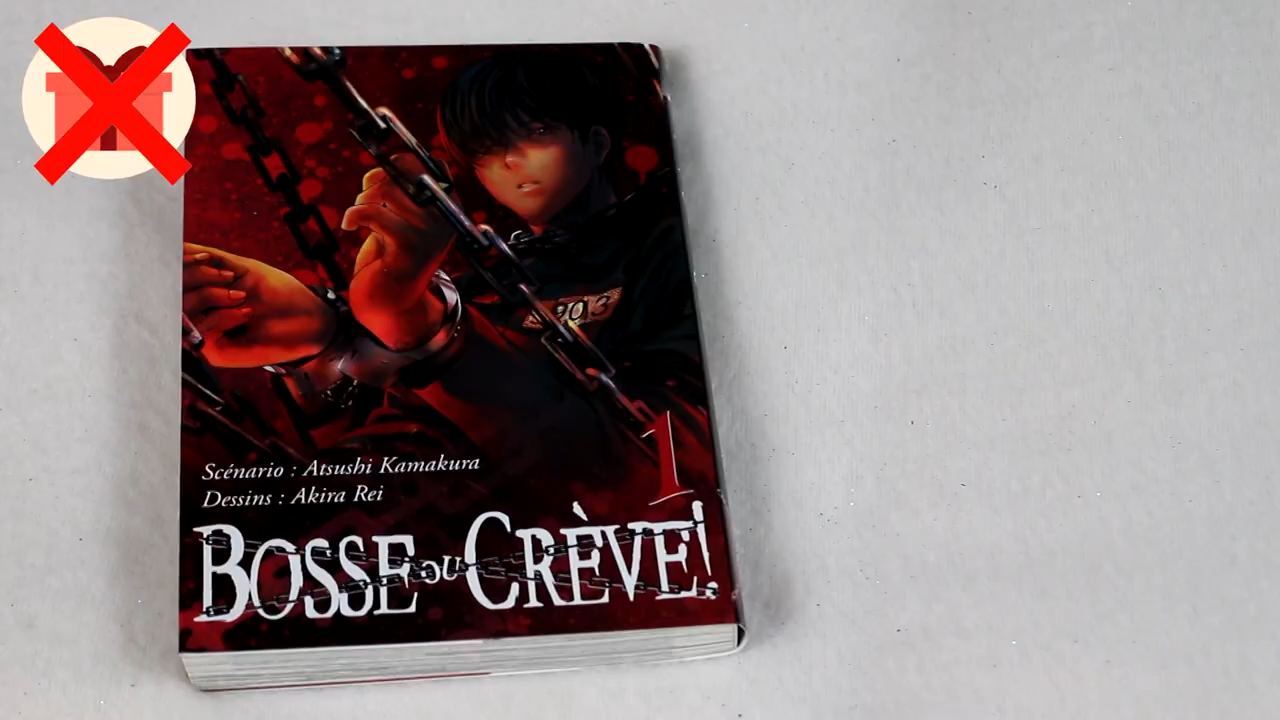 Scénario : Atsushi Kamakura
Dessins : Akira Rei
1
BOSSE OU CRÈVE!